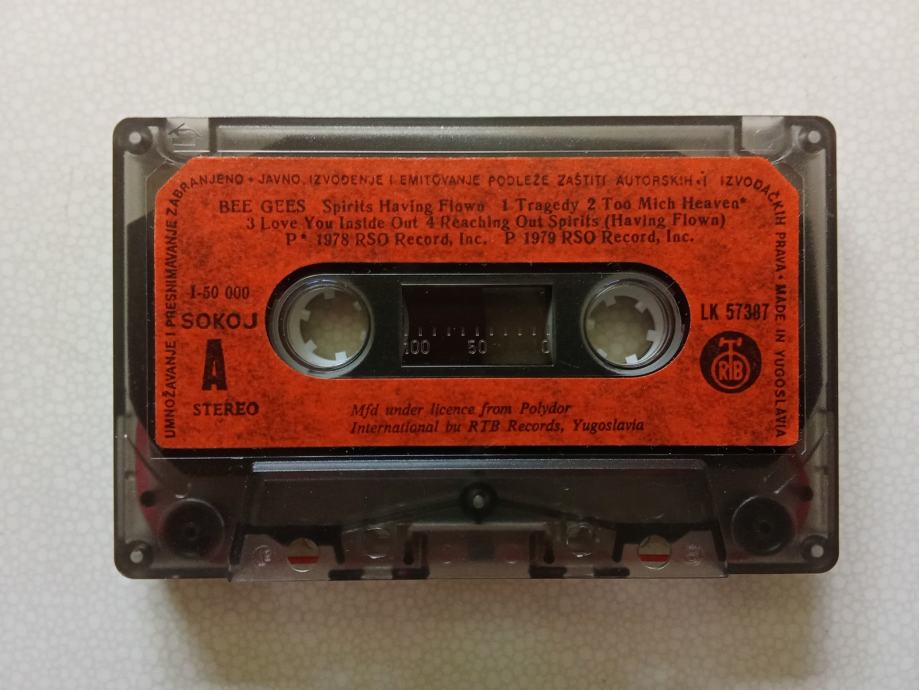 UMNOŽAVANJE I PRESNIMAVANJE ZABRANJENO • JAVNO IZVOĐENJE I EMITOVANJE PODLEŽE ZAŠTITI AUTORSKIH I IZVOĐAČKIH PRAVA • MADE IN YUGOSLAVIA
BEE GEES Spirits Having Flown 1 Tragedy 2 Too Mich Heaven*
3 Love You Inside Out 4 Reaching Out Spirits (Having Flown)
P* 1978 RSO Record, Inc. P 1979 RSO Record, Inc.
I-50 000
SOKOJ
A
STEREO
100 50 0
LK 57387
RTB
Mfd under licence from Polydor
International bu RTB Records, Yugoslavia